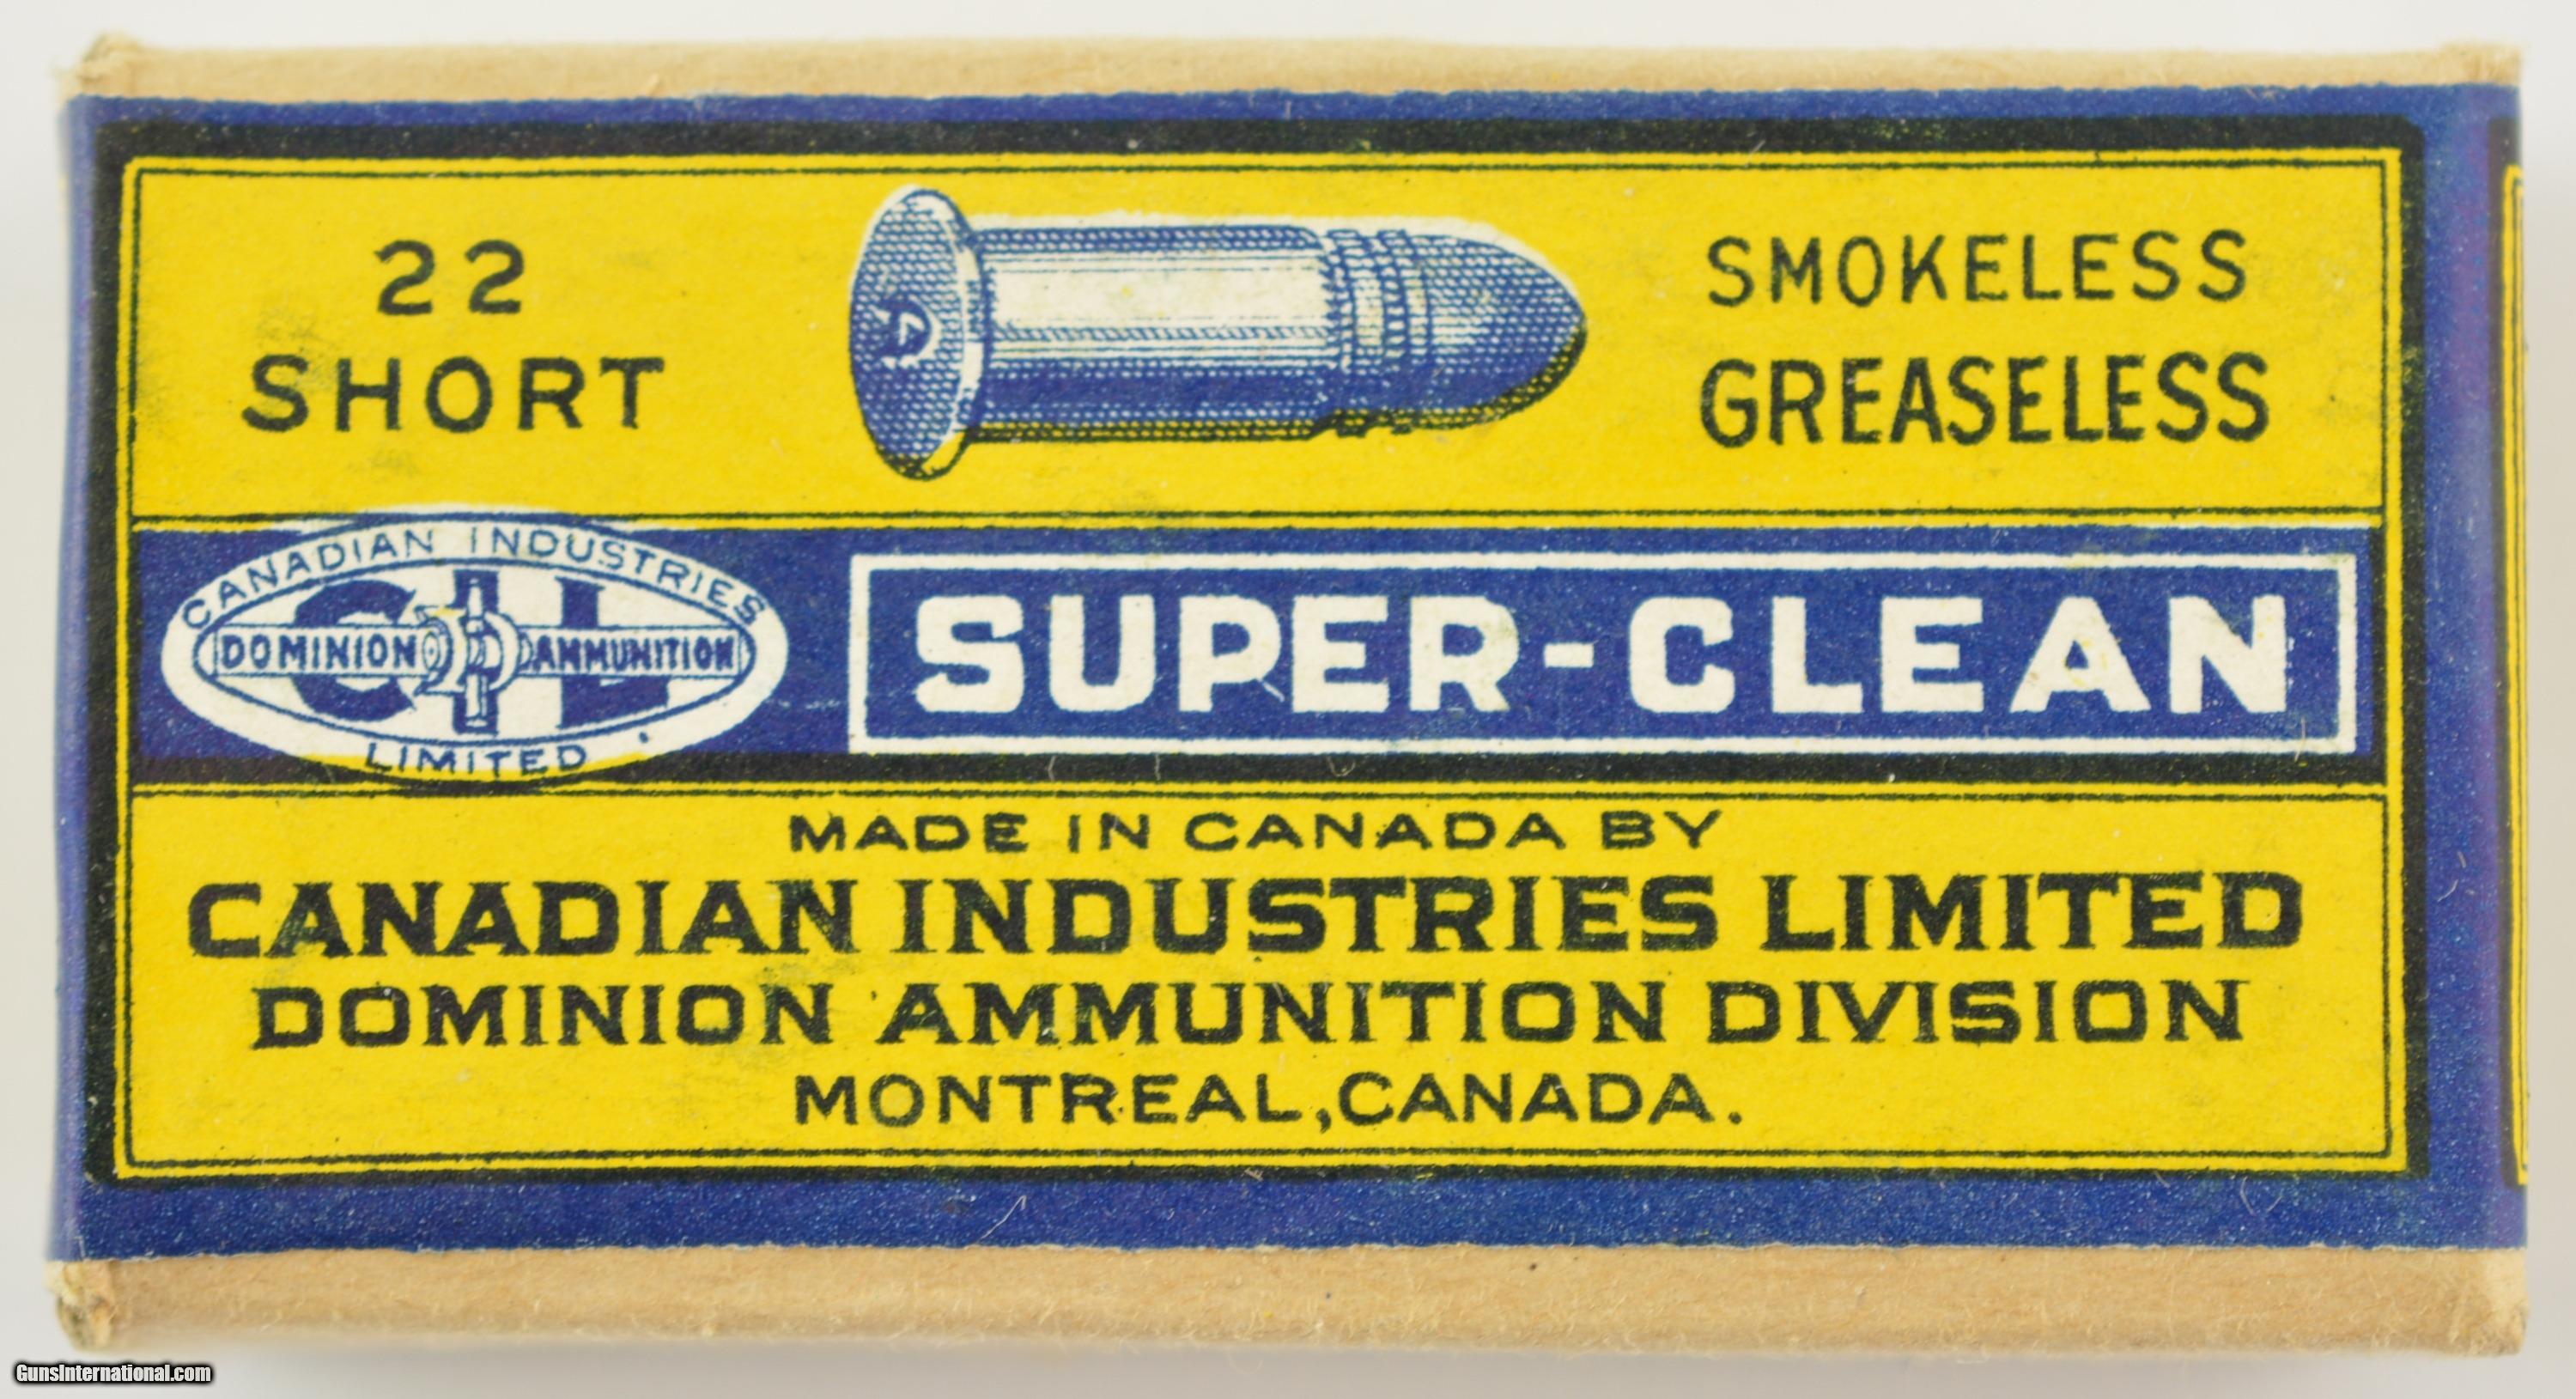 22
SHORT
SMOKELESS
GREASELESS
CANADIAN INDUSTRIES
CIL
DOMINION AMMUNITION
LIMITED
SUPER-CLEAN
MADE IN CANADA BY
CANADIAN INDUSTRIES LIMITED
DOMINION AMMUNITION DIVISION
MONTREAL, CANADA.
GunsInternational.com